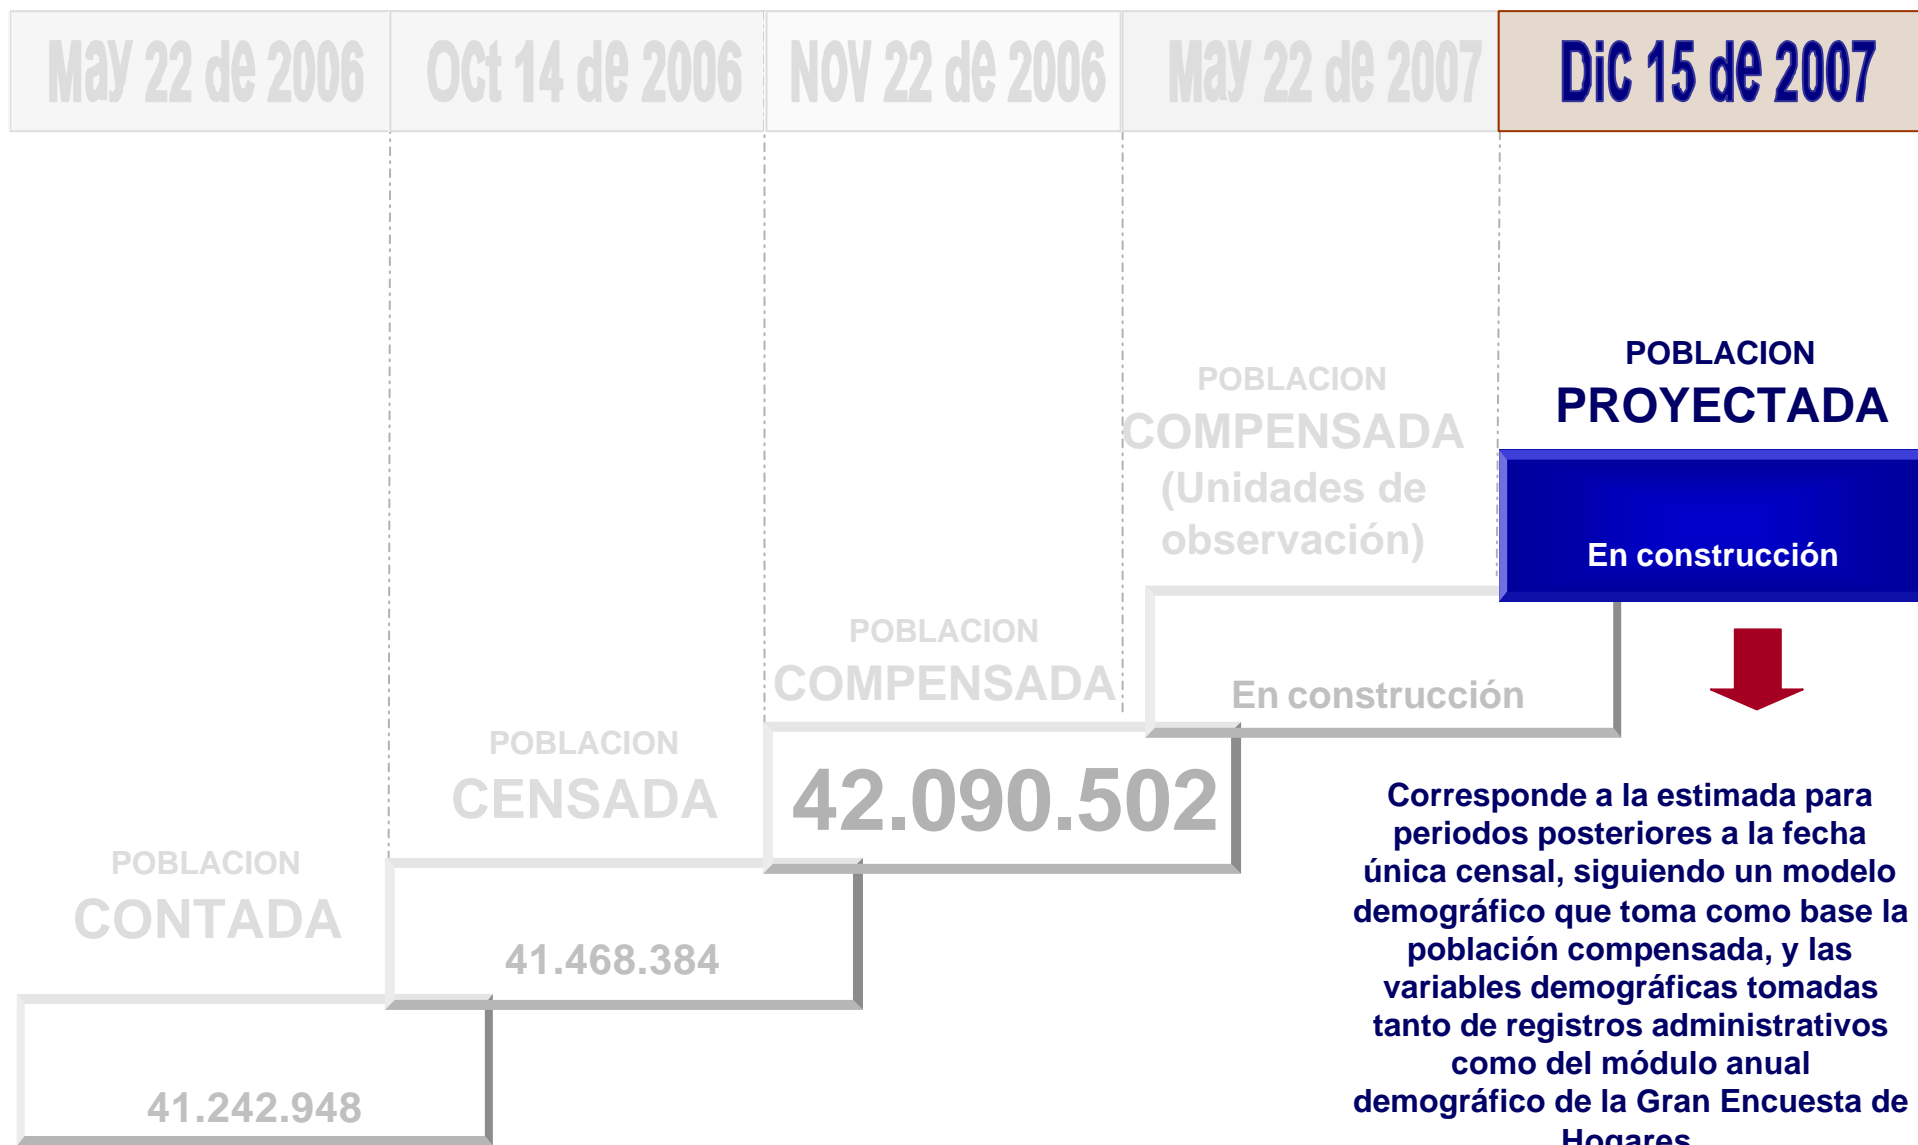 May 22 de 2006
Oct 14 de 2006
Nov 22 de 2006
May 22 de 2007
Dic 15 de 2007
POBLACION
CONTADA
41.242.948
POBLACION
CENSADA
41.468.384
POBLACION
COMPENSADA
42.090.502
POBLACION
COMPENSADA
(Unidades de
observación)
En construcción
POBLACION
PROYECTADA
En construcción
Corresponde a la estimada para
periodos posteriores a la fecha
única censal, siguiendo un modelo
demográfico que toma como base la
población compensada, y las
variables demográficas tomadas
tanto de registros administrativos
como del módulo anual
demográfico de la Gran Encuesta de
Hogares